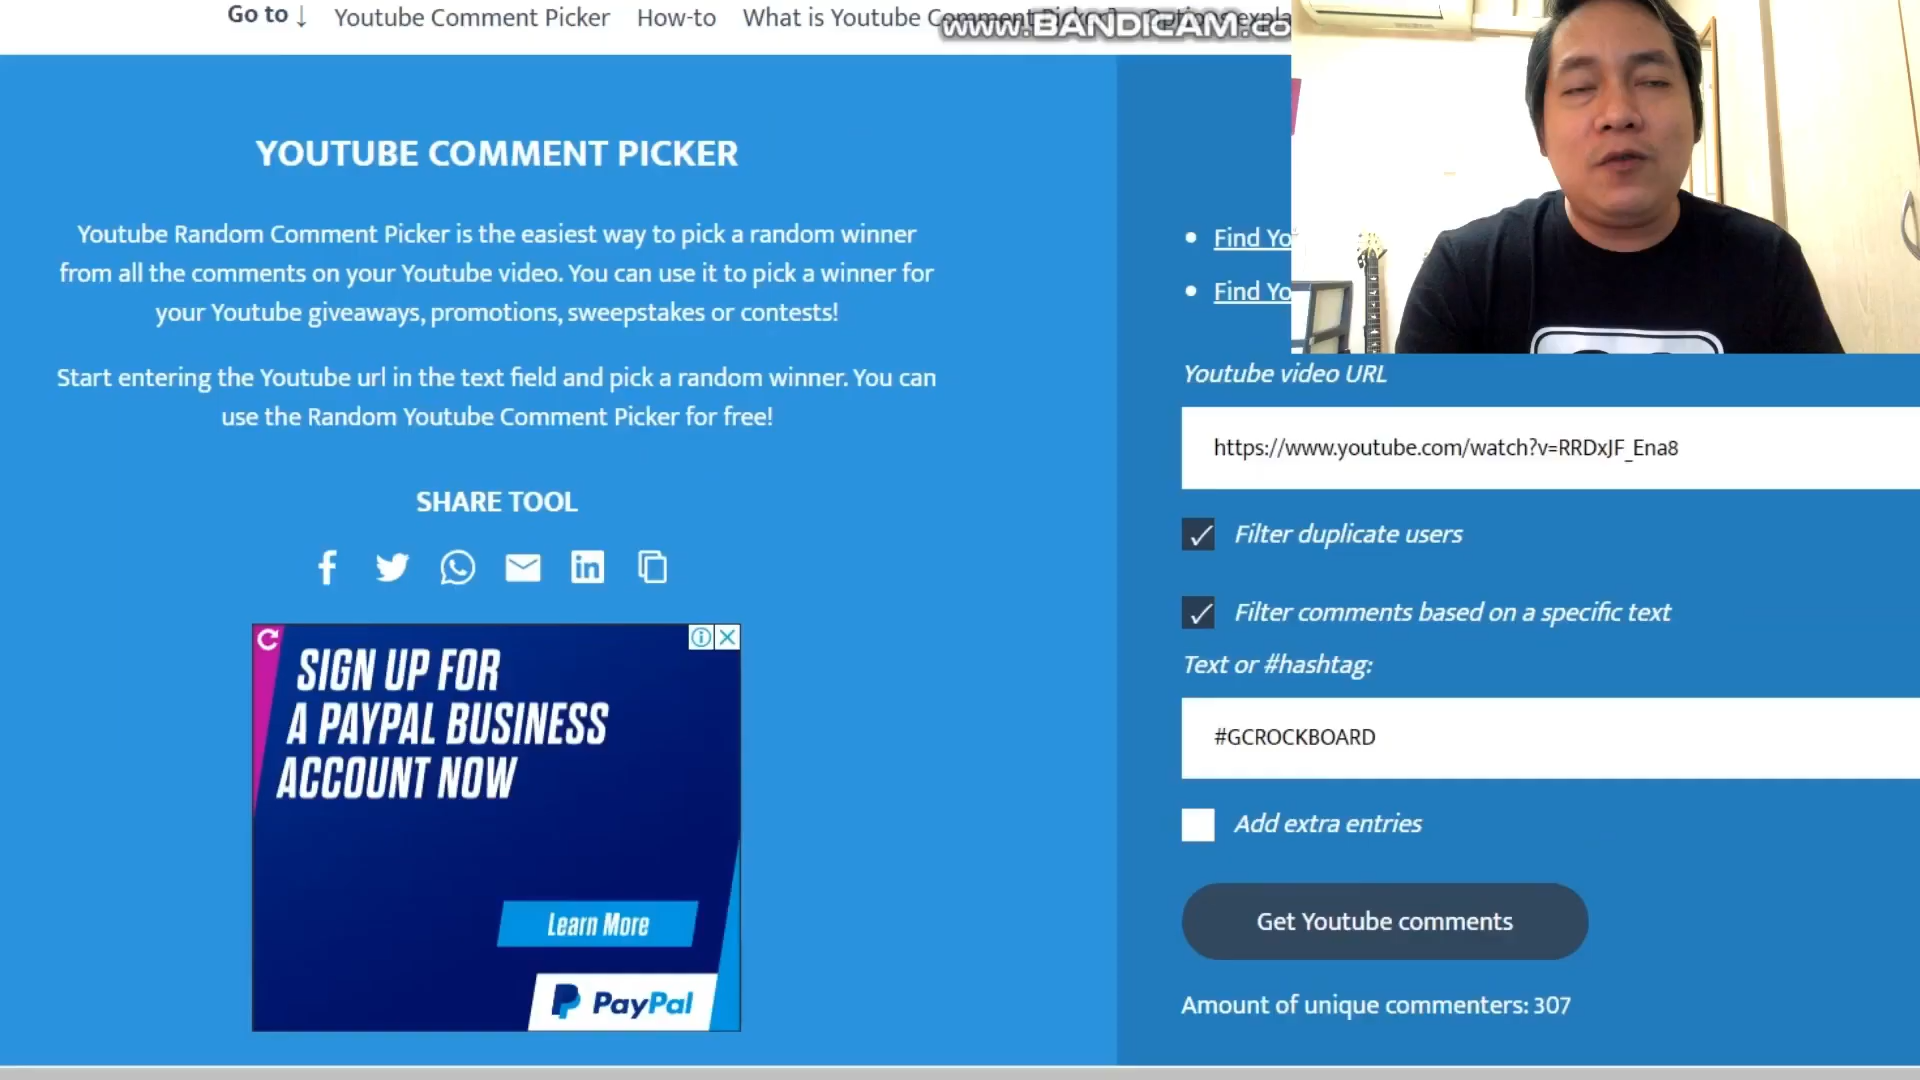 Go to ↓ Youtube Comment Picker How-to What is Youtube Comment
www.BANDICAM.co
YOUTUBE COMMENT PICKER
Youtube Random Comment Picker is the easiest way to pick a random winner
from all the comments on your Youtube video. You can use it to pick a winner for
your Youtube giveaways, promotions, sweepstakes or contests!
Start entering the Youtube url in the text field and pick a random winner. You can
use the Random Youtube Comment Picker for free!
SHARE TOOL
SIGN UP FOR
A PAYPAL BUSINESS
ACCOUNT NOW
Learn More
PayPal
Find Yo
Find Yo
Youtube video URL
https://www.youtube.com/watch?v=RRDxJF_Ena8
Filter duplicate users
Filter comments based on a specific text
Text or #hashtag:
#GCROCKBOARD
Add extra entries
Get Youtube comments
Amount of unique commenters: 307